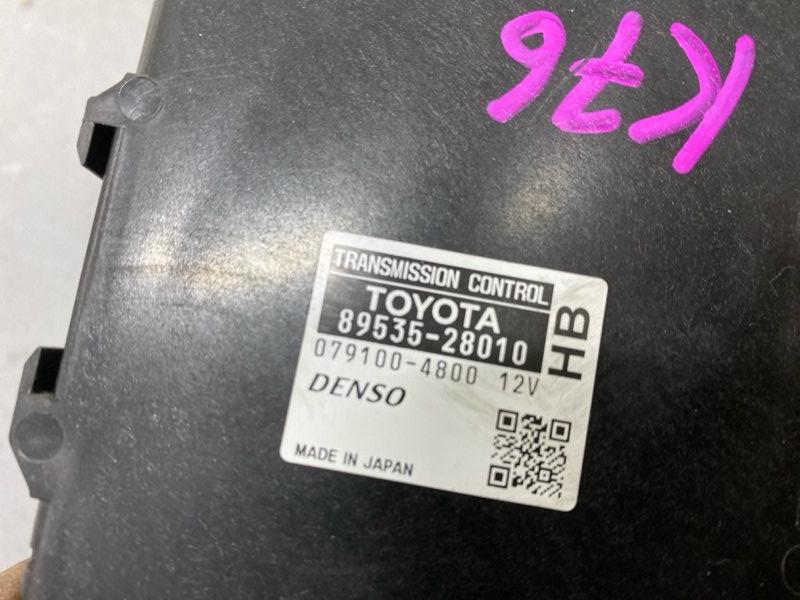 K76
TRANSMISSION CONTROL
TOYOTA
89535-28010
HB
079100-4800 12V
DENSO
MADE IN JAPAN